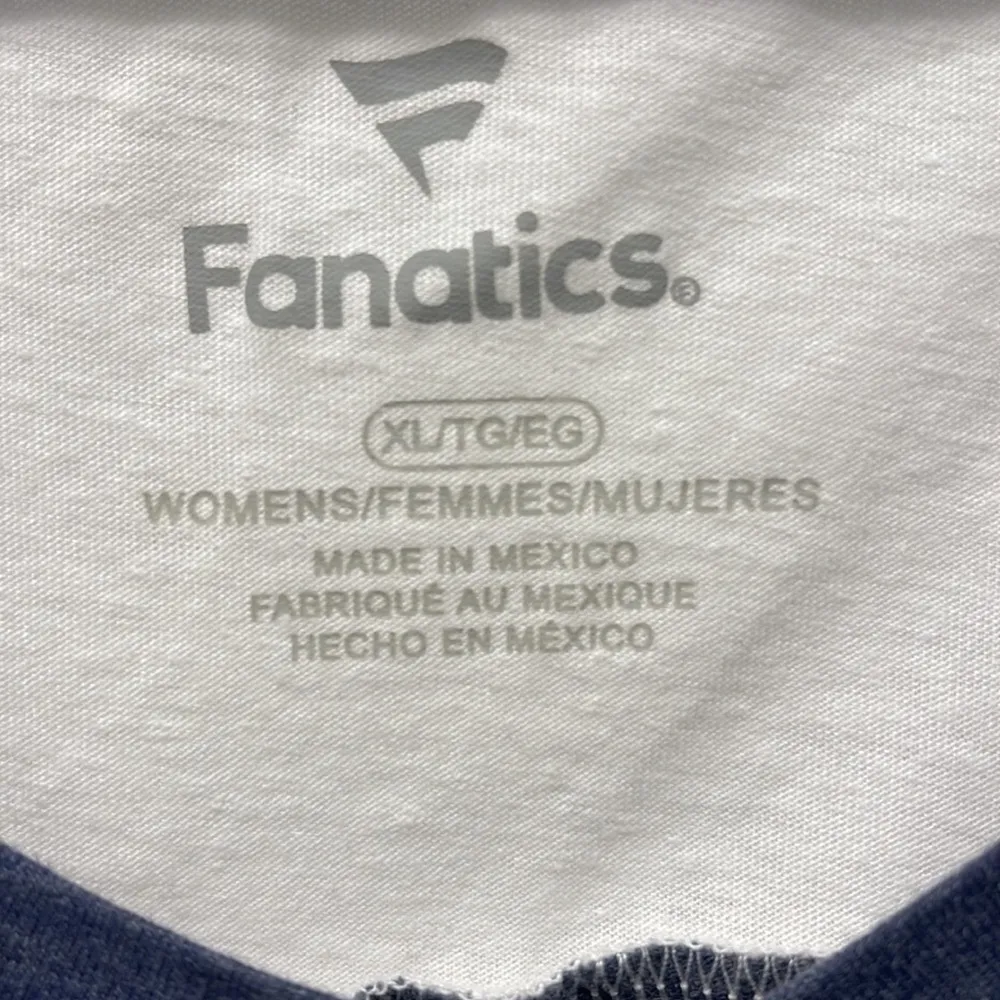 Fanatics®
XL/TG/EG
WOMENS/FEMMES/MUJERES
MADE IN MEXICO
FABRIQUÉ AU MEXIQUE
HECHO EN MÉXICO